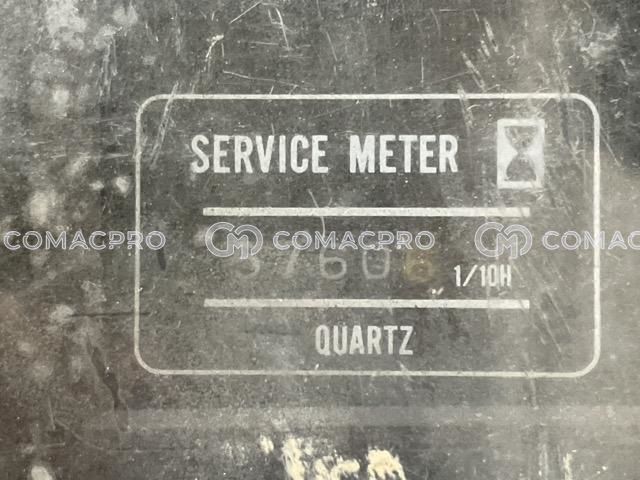 SERVICE METER
COMACPRO COMACPRO COMAC
1/10H
QUARTZ